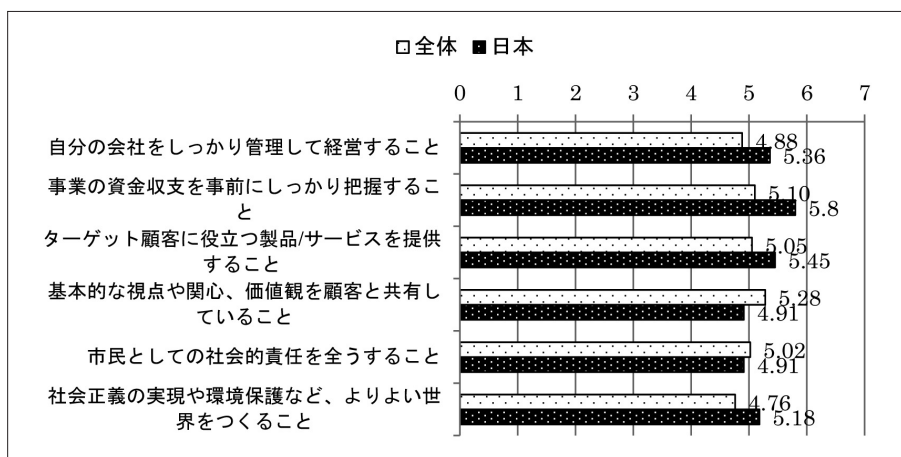 全体 日本
0 1 2 3 4 5 6 7
自分の会社をしっかり管理して経営すること
4.88
5.36
事業の資金収支を事前にしっかり把握するこ
と
5.10
5.8
ターゲット顧客に役立つ製品/サービスを提供
すること
5.05
5.45
基本的な視点や関心、価値観を顧客と共有し
ていること
5.28
4.91
市民としての社会的責任を全うすること
5.02
4.91
社会正義の実現や環境保護など、よりよい世
界をつくること
4.76
5.18